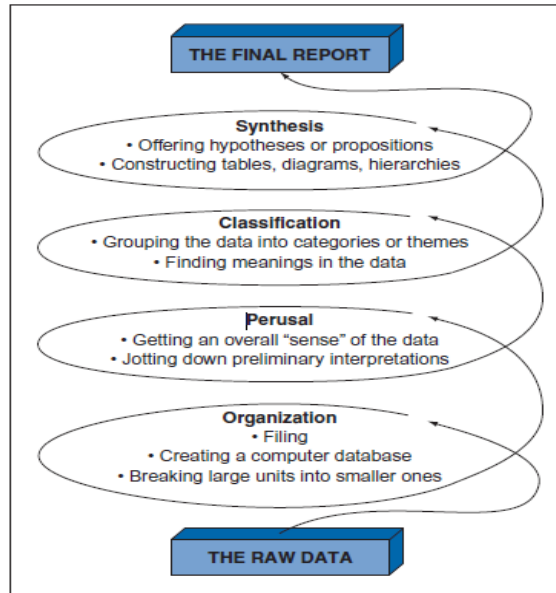 THE FINAL REPORT
Synthesis
• Offering hypotheses or propositions
• Constructing tables, diagrams, hierarchies
Classification
• Grouping the data into categories or themes
• Finding meanings in the data
Perusal
• Getting an overall “sense” of the data
• Jotting down preliminary interpretations
Organization
• Filing
• Creating a computer database
• Breaking large units into smaller ones
THE RAW DATA